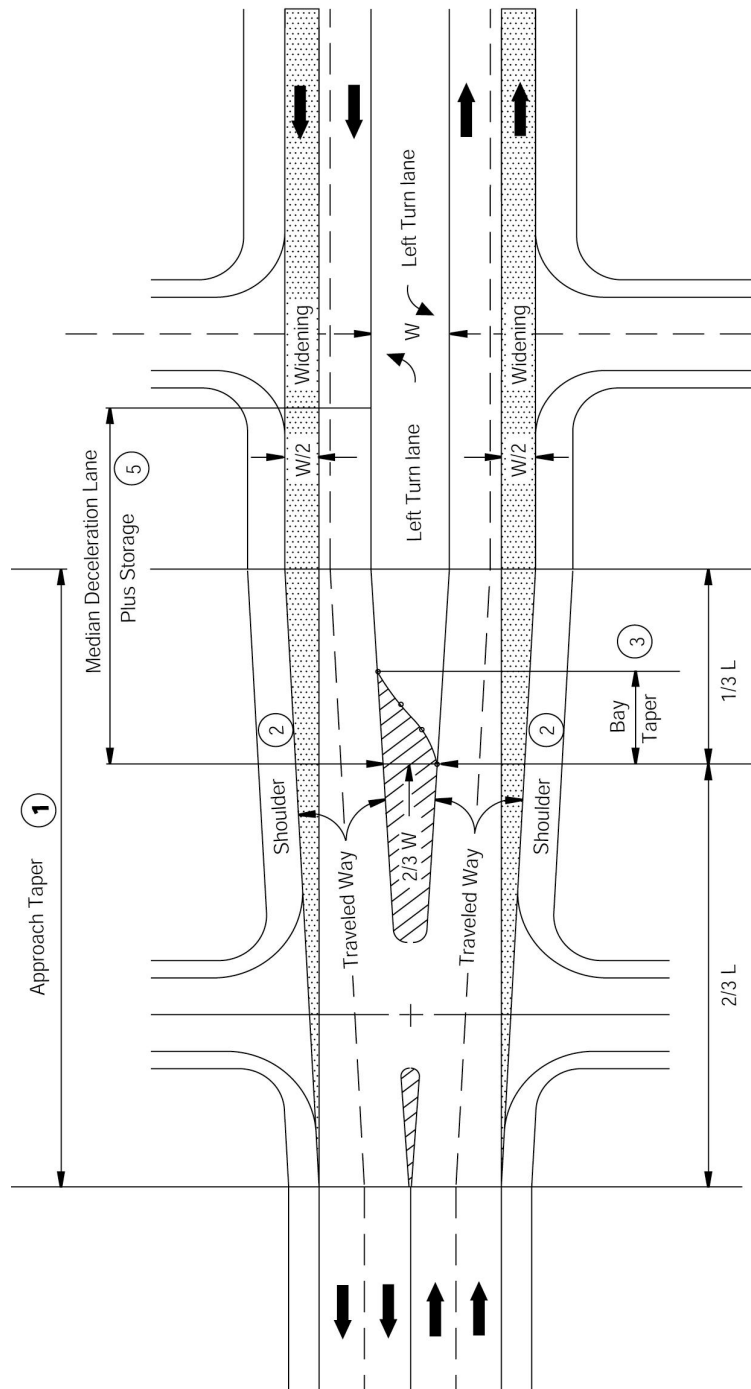 Approach Taper
1
Median Deceleration Lane
Plus Storage
5
Shoulder
2
Widening
W/2
Traveled Way
2/3 W
Left Turn lane
W
Left Turn lane
Traveled Way
Shoulder
2
Widening
W/2
Bay
Taper
3
2/3 L
1/3 L